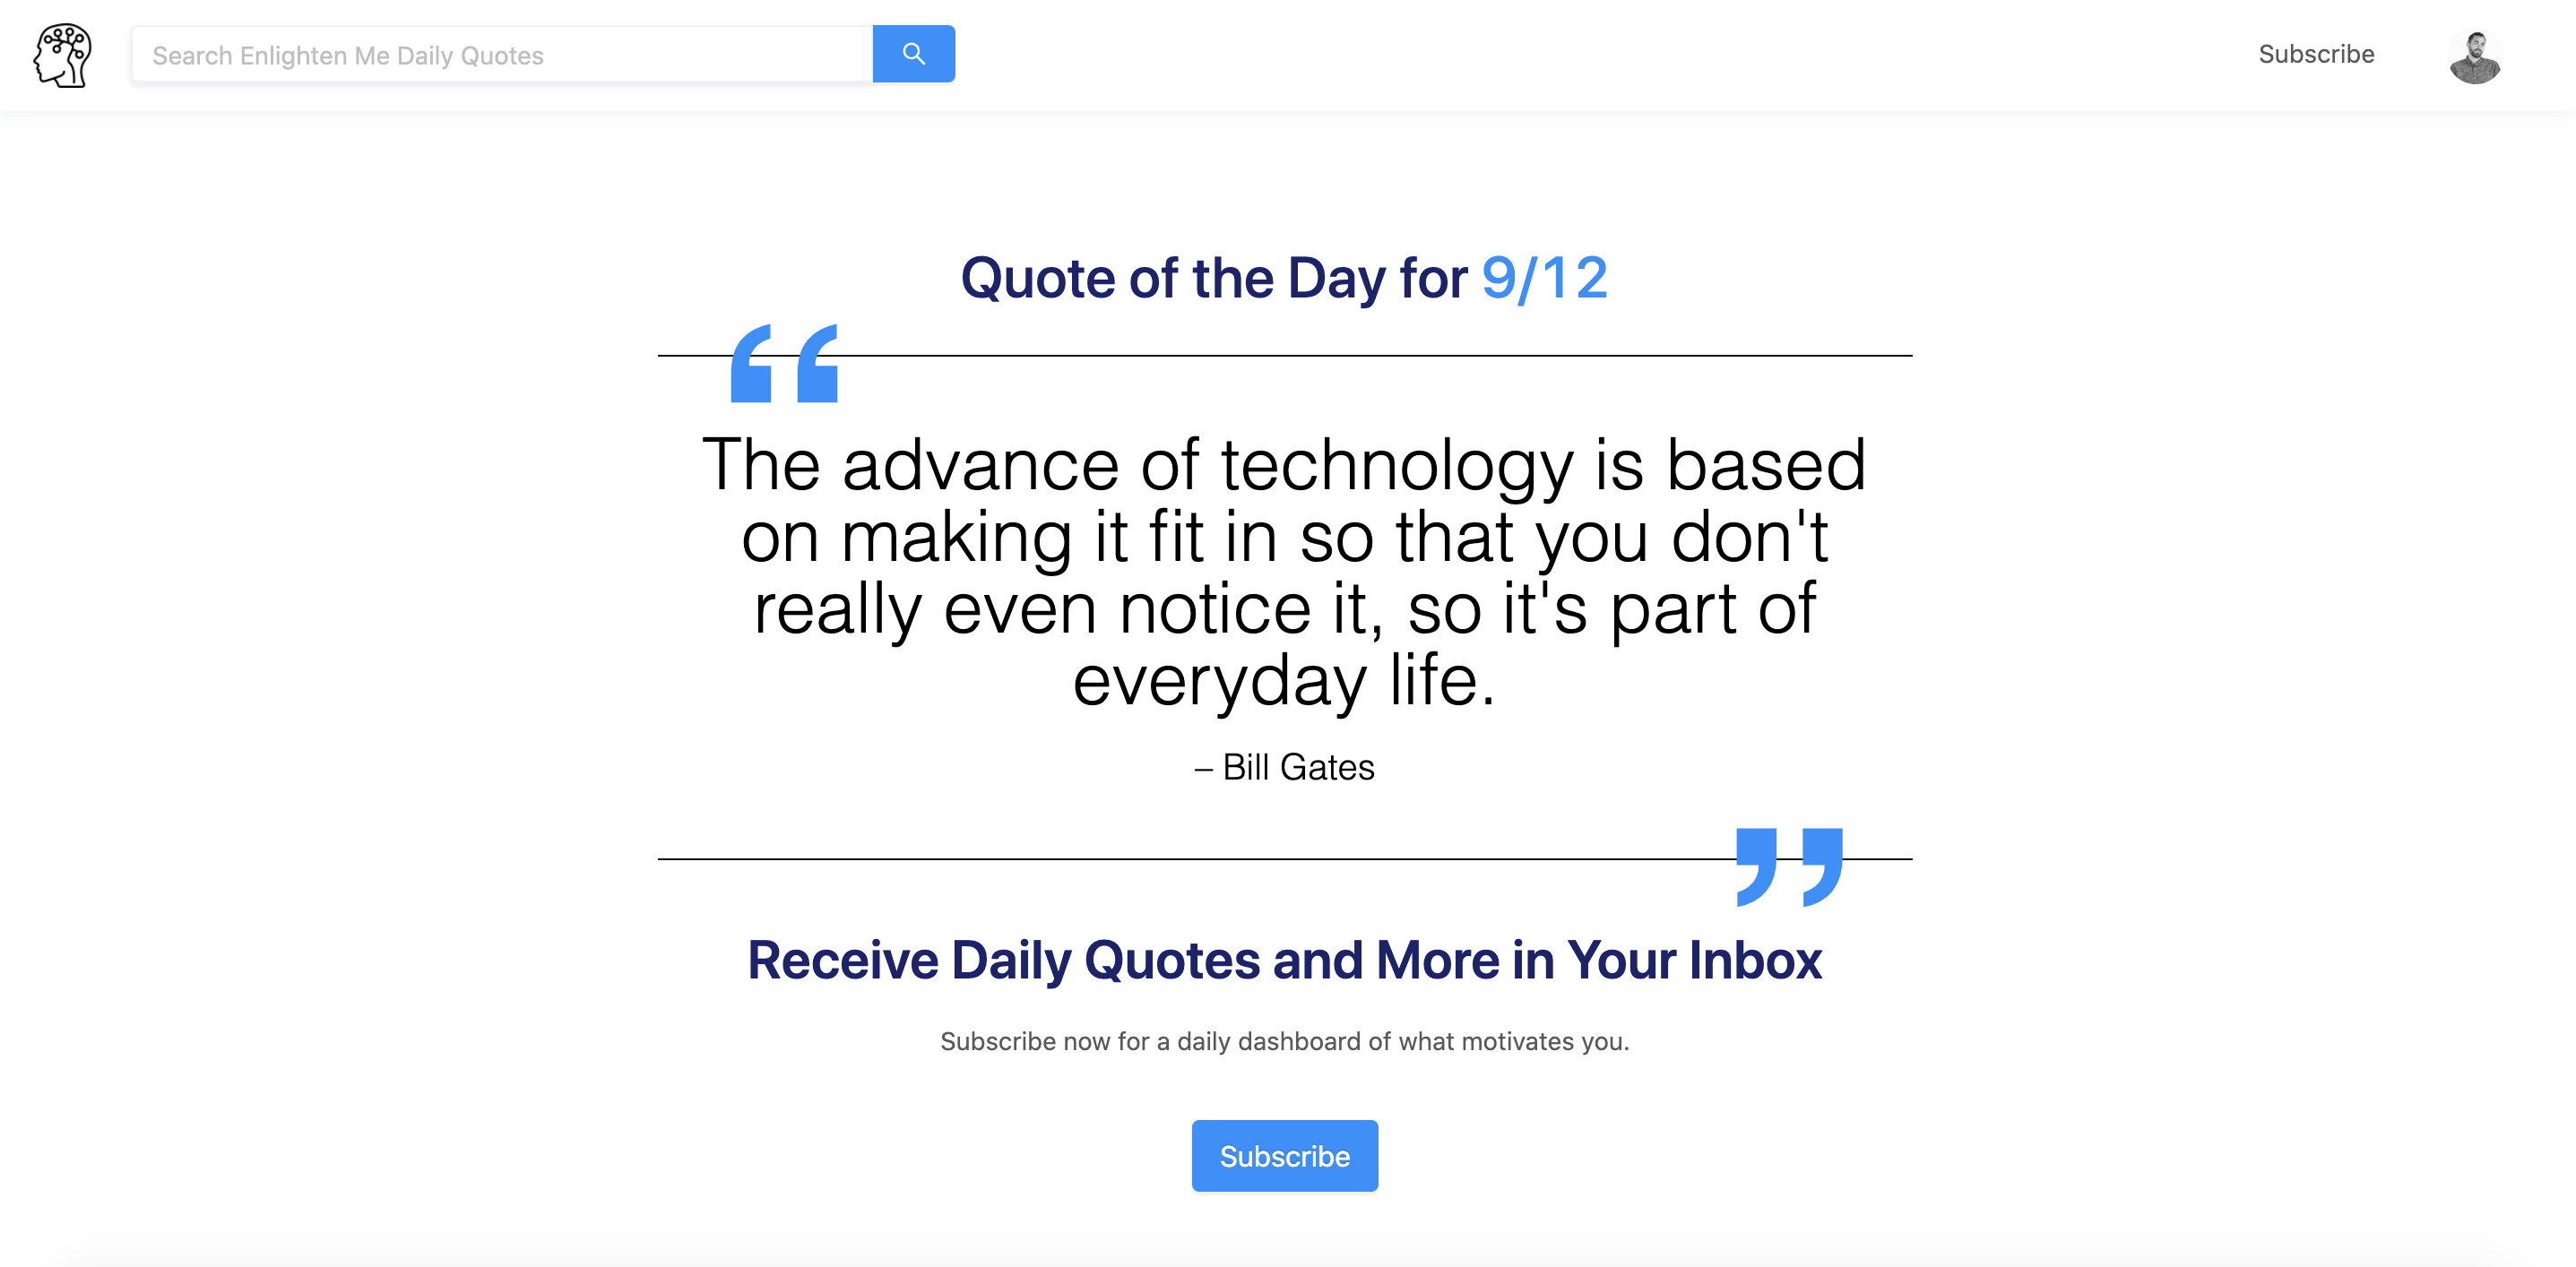 Search Enlighten Me Daily Quotes
Subscribe
Quote of the Day for 9/12
“
The advance of technology is based
on making it fit in so that you don't
really even notice it, so it's part of
everyday life.
– Bill Gates
”
Receive Daily Quotes and More in Your Inbox
Subscribe now for a daily dashboard of what motivates you.
Subscribe